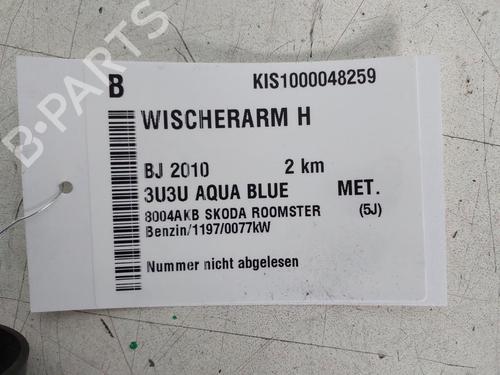 B KIS1000048259
WISCHERARM H
BJ 2010 2 km
3U3U AQUA BLUE MET.
8004AKB SKODA ROOMSTER (5J)
Benzin/1197/0077kW
Nummer nicht abgelesen
B-PARTS